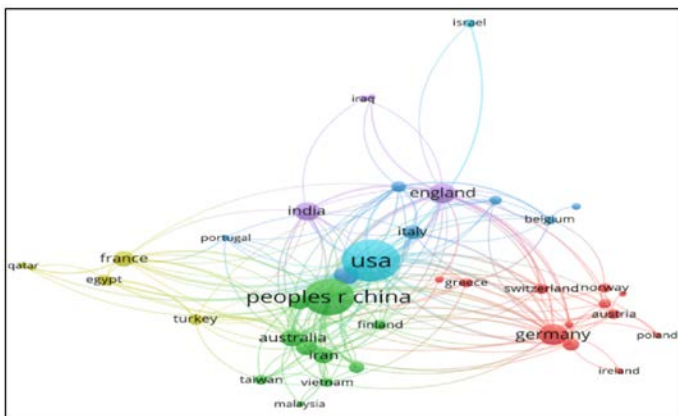 israel
iraq
england
india
belgium
portugal
italy
usa
france
qatar
egypt
greece
switzerland
norway
peoples r china
austria
turkey
finland
germany
australia
poland
iran
ireland
taiwan
vietnam
malaysia